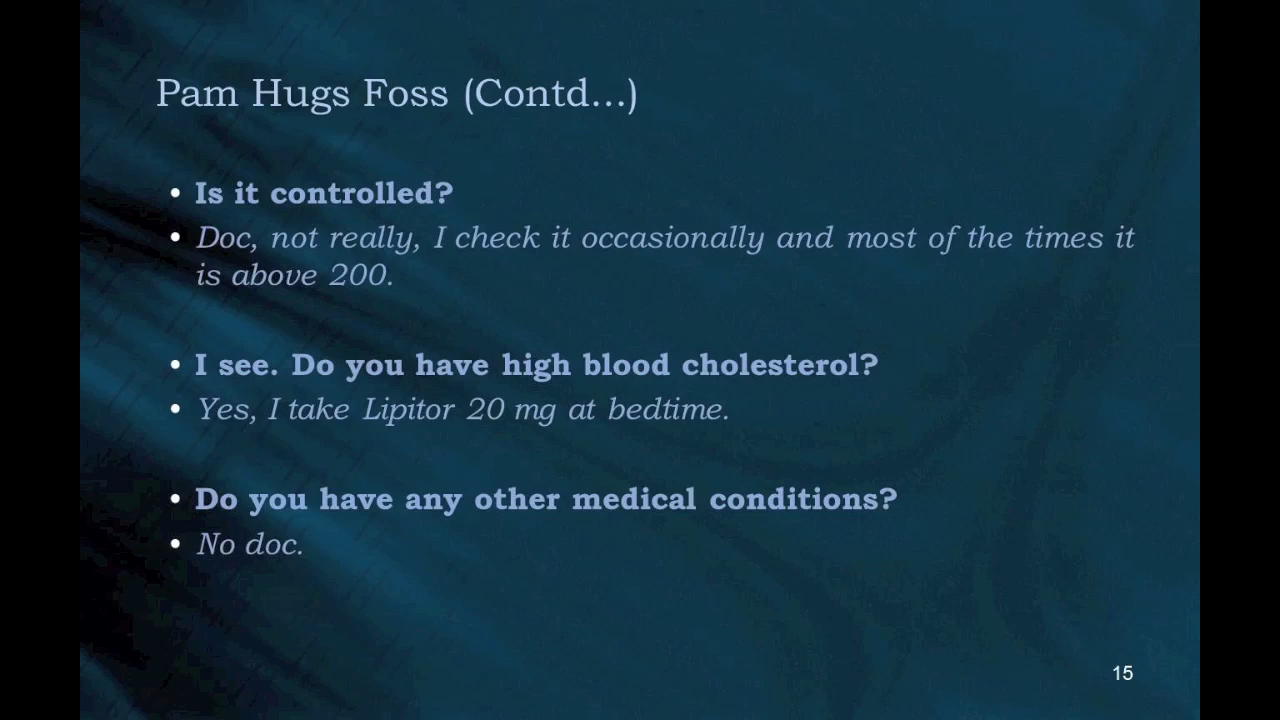 Pam Hugs Foss (Contd...)
• Is it controlled?
• Doc, not really, I check it occasionally and most of the times it
is above 200.
• I see. Do you have high blood cholesterol?
• Yes, I take Lipitor 20 mg at bedtime.
• Do you have any other medical conditions?
• No doc.
15